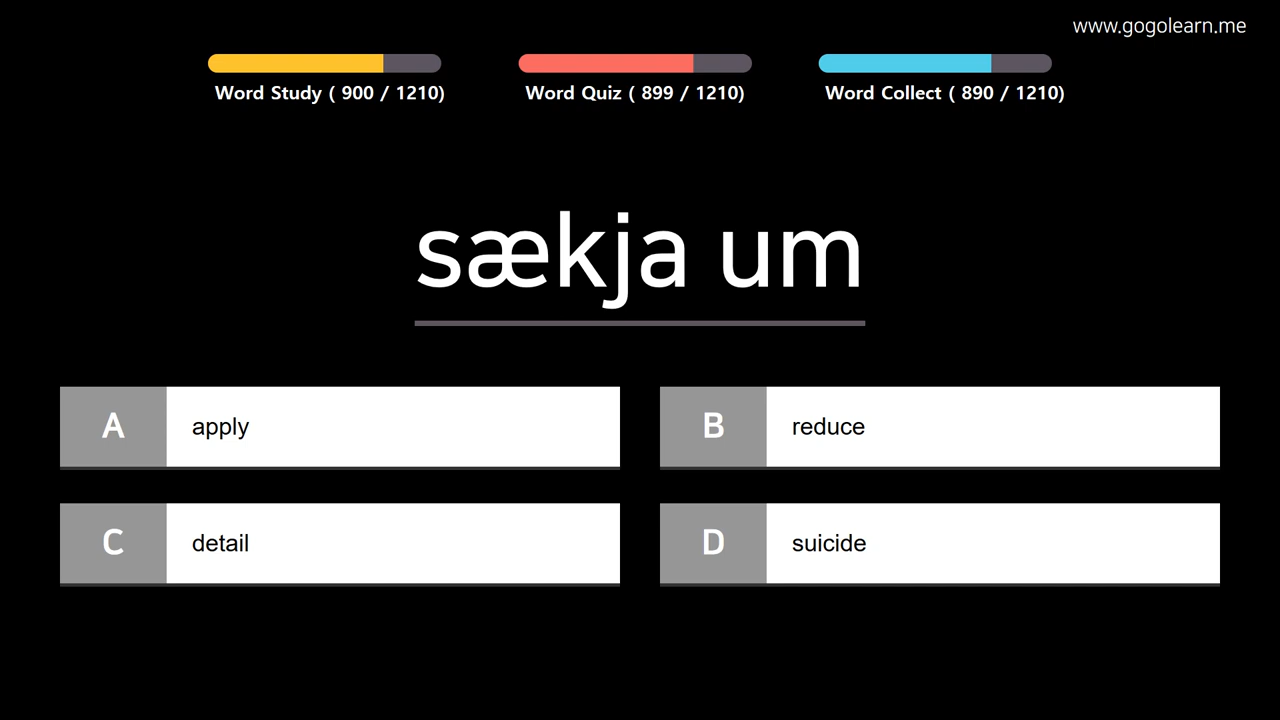 www.gogolearn.me
Word Study ( 900 / 1210)
Word Quiz ( 899 / 1210)
Word Collect ( 890 / 1210)
sækja um
A
apply
B
reduce
C
detail
D
suicide